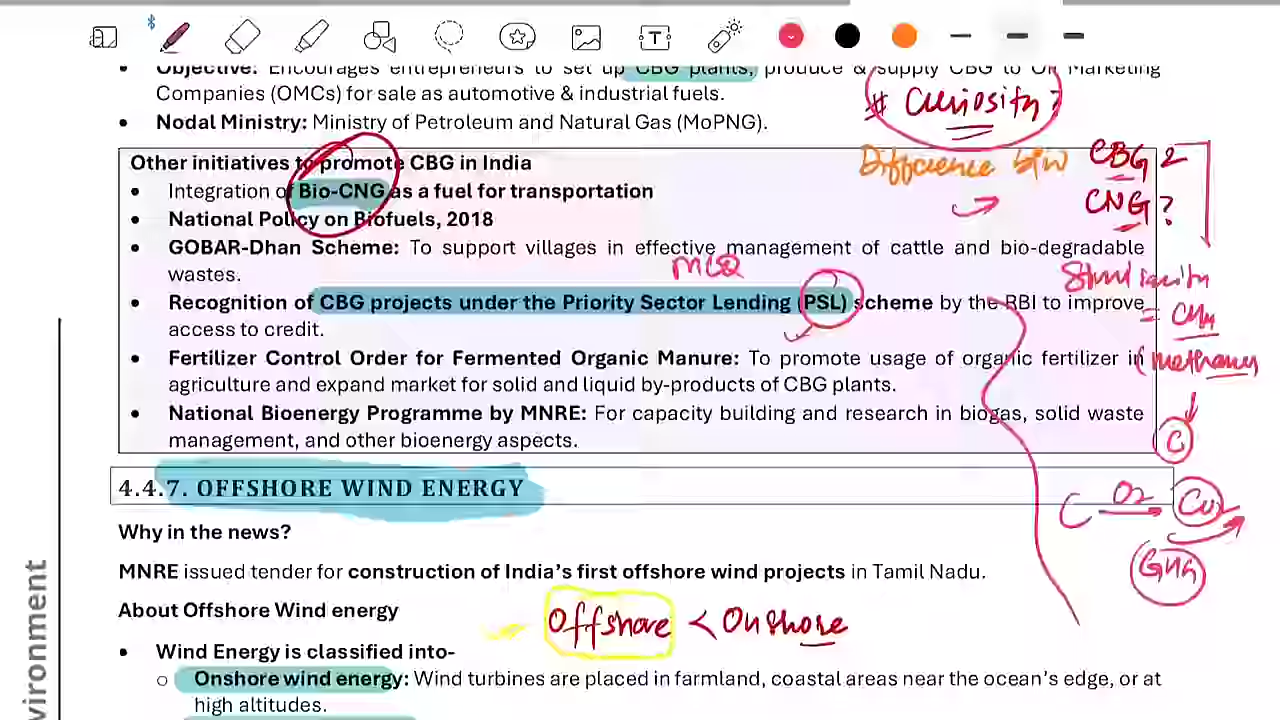 • Objective: Encourages entrepreneurs to set up CBG plants, produce & supply CBG to Oil Marketing
Companies (OMCs) for sale as automotive & industrial fuels.
# Curiosity?
• Nodal Ministry: Ministry of Petroleum and Natural Gas (MoPNG).
Difference b/w CBG &
CNG?
Other initiatives to promote CBG in India
• Integration of Bio-CNG as a fuel for transportation
• National Policy on Biofuels, 2018
• GOBAR-Dhan Scheme: To support villages in effective management of cattle and bio-degradable
wastes.
MCQ
• Recognition of CBG projects under the Priority Sector Lending (PSL) scheme by the RBI to improve
access to credit.
= CH4
(methane)
• Fertilizer Control Order for Fermented Organic Manure: To promote usage of organic fertilizer in
agriculture and expand market for solid and liquid by-products of CBG plants.
• National Bioenergy Programme by MNRE: For capacity building and research in biogas, solid waste
management, and other bioenergy aspects.
C
4.4.7. OFFSHORE WIND ENERGY
C O2 CO2
GHG
Why in the news?
MNRE issued tender for construction of India's first offshore wind projects in Tamil Nadu.
About Offshore Wind energy
Offshore < Onshore
• Wind Energy is classified into-
o Onshore wind energy: Wind turbines are placed in farmland, coastal areas near the ocean's edge, or at
high altitudes.
vironment
T